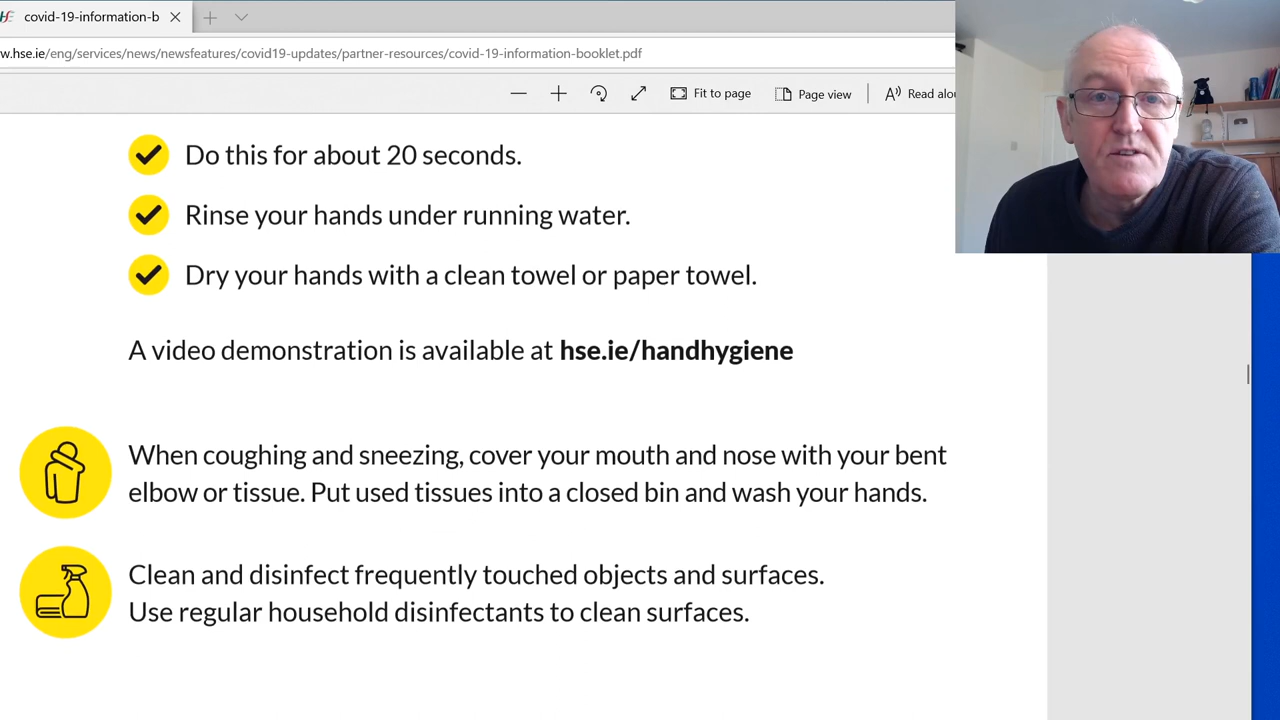 covid-19-information-b
w.hse.ie/eng/services/news/newsfeatures/covid19-updates/partner-resources/covid-19-information-booklet.pdf
Fit to page
Page view
Read alou
Do this for about 20 seconds.
Rinse your hands under running water.
Dry your hands with a clean towel or paper towel.
A video demonstration is available at hse.ie/handhygiene
When coughing and sneezing, cover your mouth and nose with your bent
elbow or tissue. Put used tissues into a closed bin and wash your hands.
Clean and disinfect frequently touched objects and surfaces.
Use regular household disinfectants to clean surfaces.